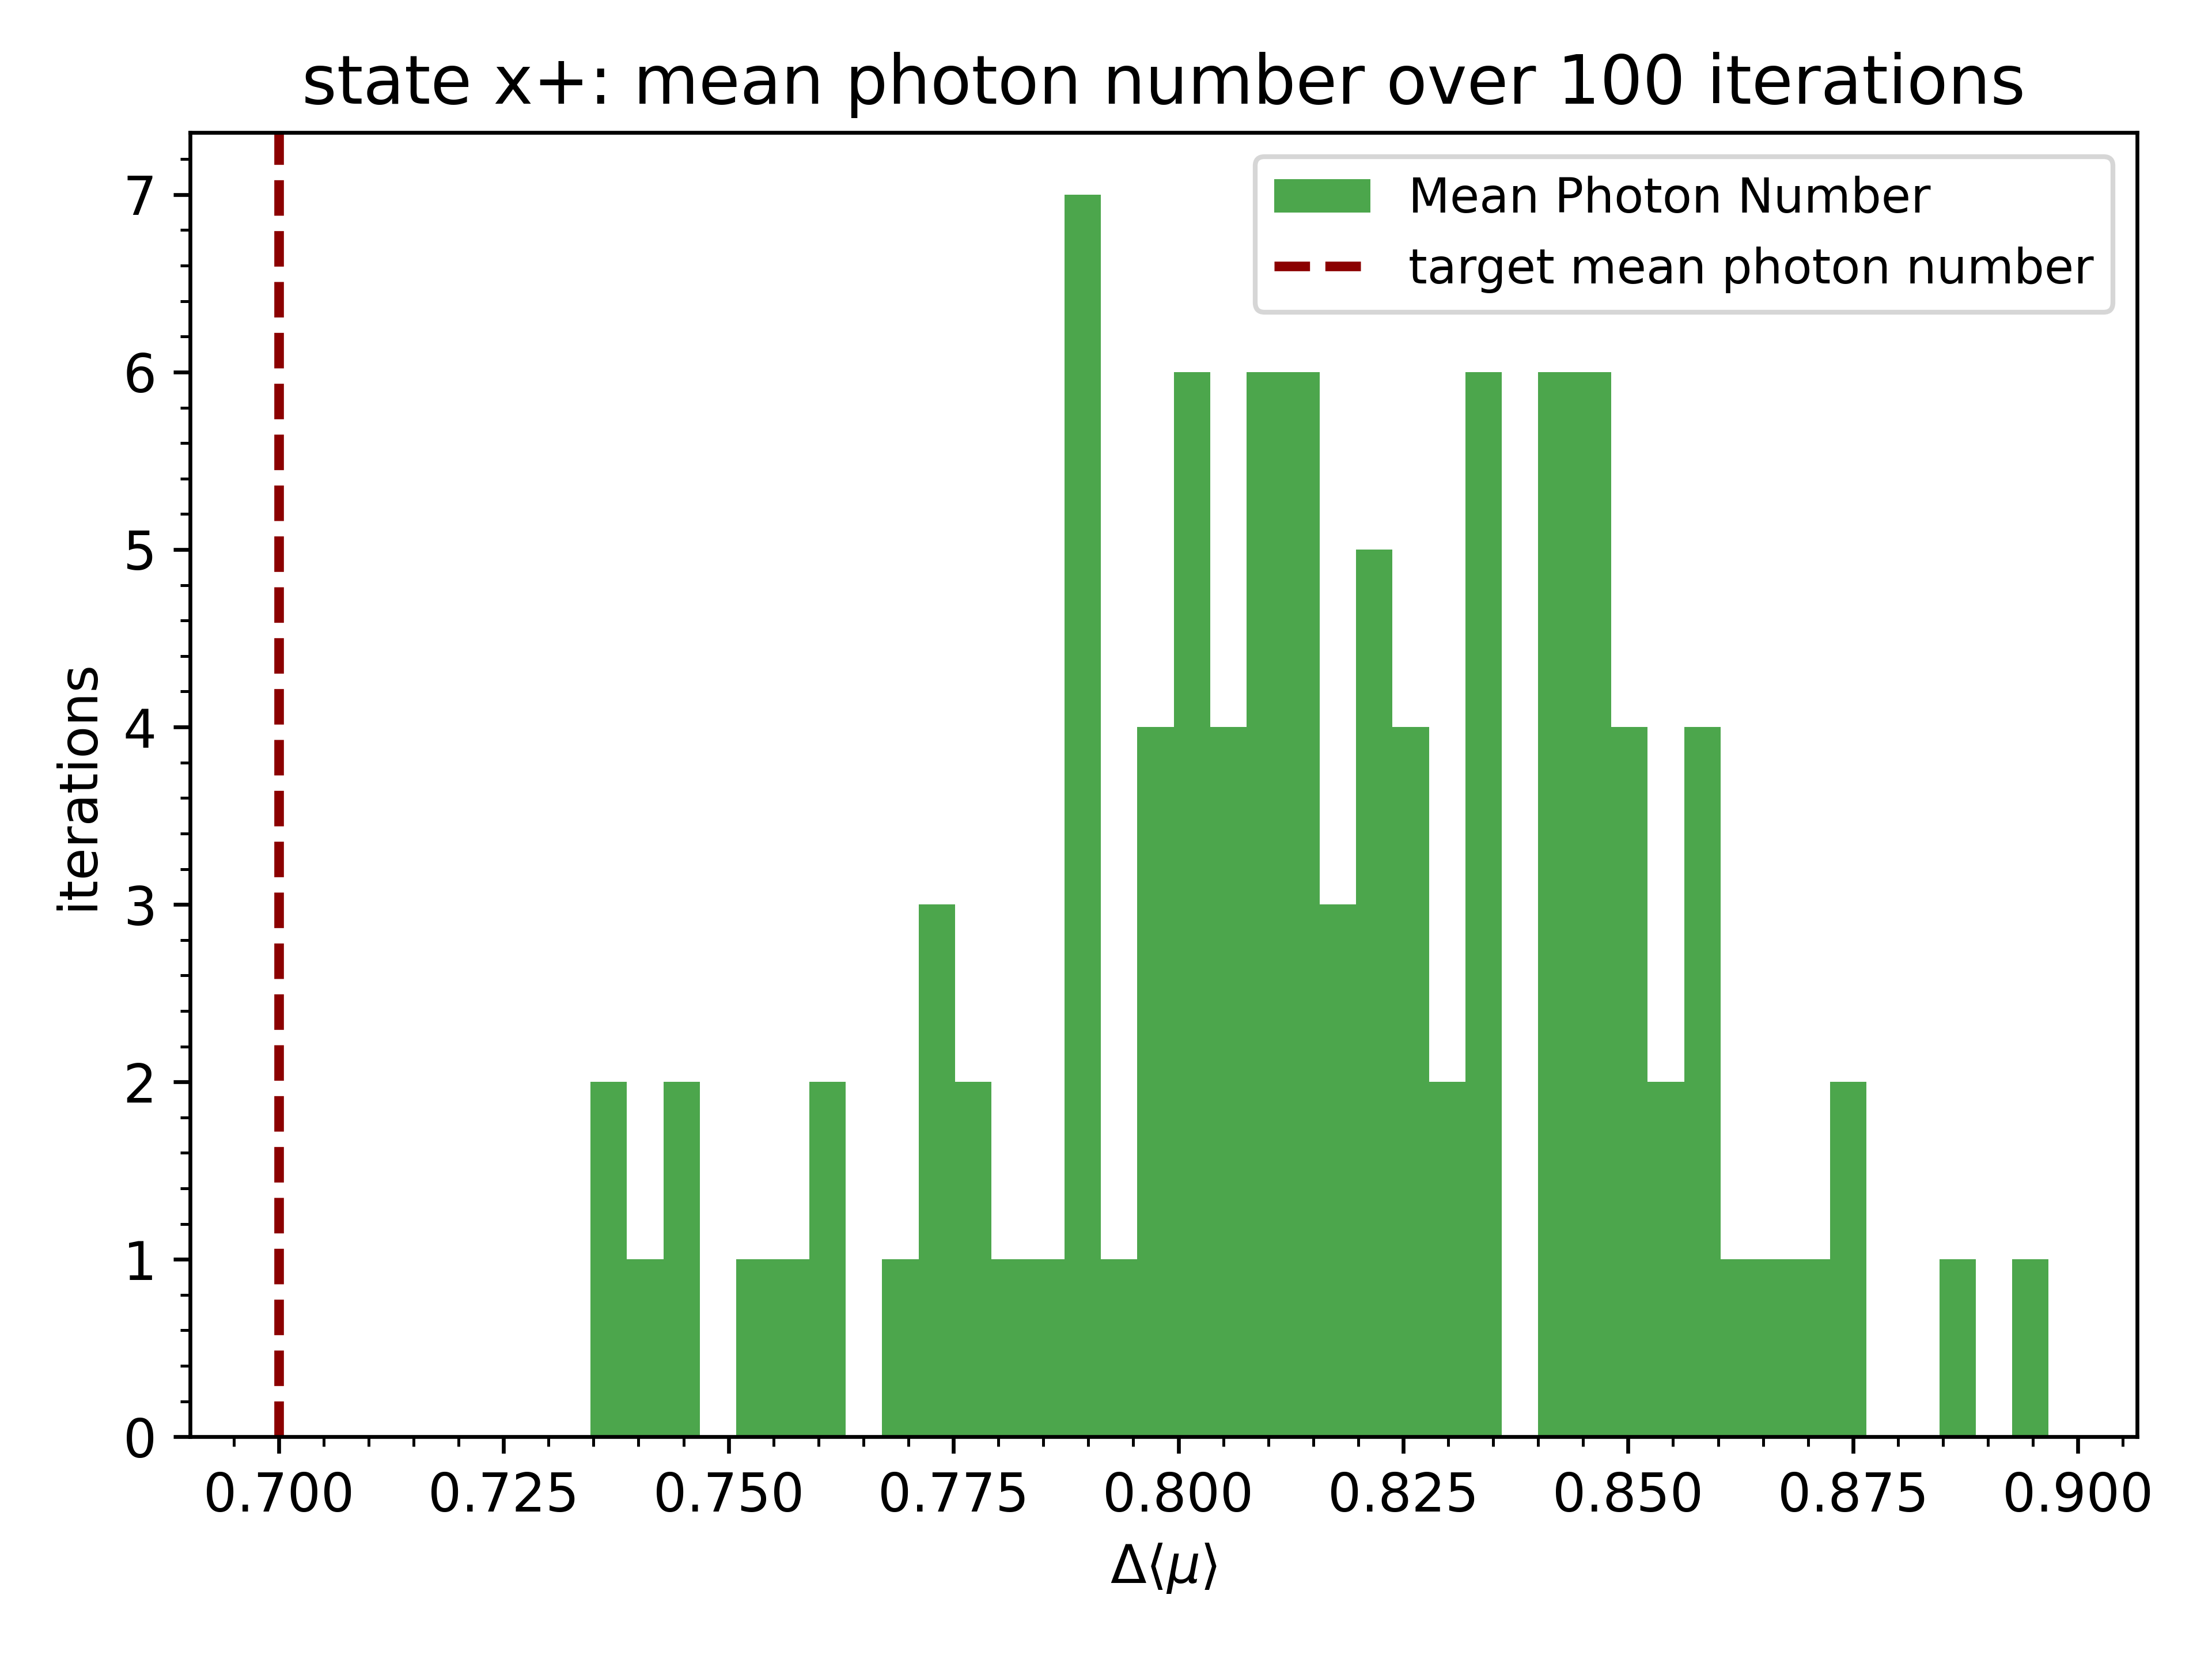 state x+: mean photon number over 100 iterations
Mean Photon Number
target mean photon number
7
6
5
4
3
2
1
0
iterations
0.700 0.725 0.750 0.775 0.800 0.825 0.850 0.875 0.900
Δ⟨μ⟩